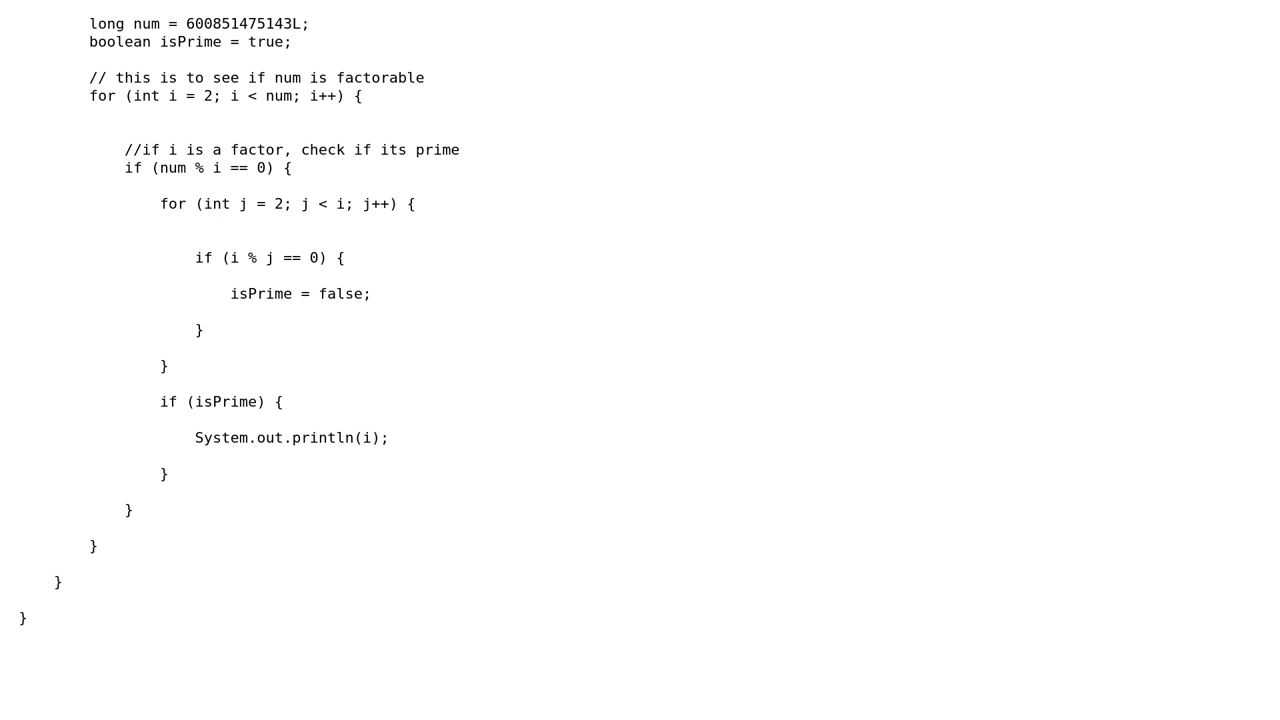 long num = 600851475143L;
boolean isPrime = true;
// this is to see if num is factorable
for (int i = 2; i < num; i++) {
//if i is a factor, check if its prime
if (num % i == 0) {
for (int j = 2; j < i; j++) {
if (i % j == 0) {
isPrime = false;
}
}
if (isPrime) {
System.out.println(i);
}
}
}
}
}